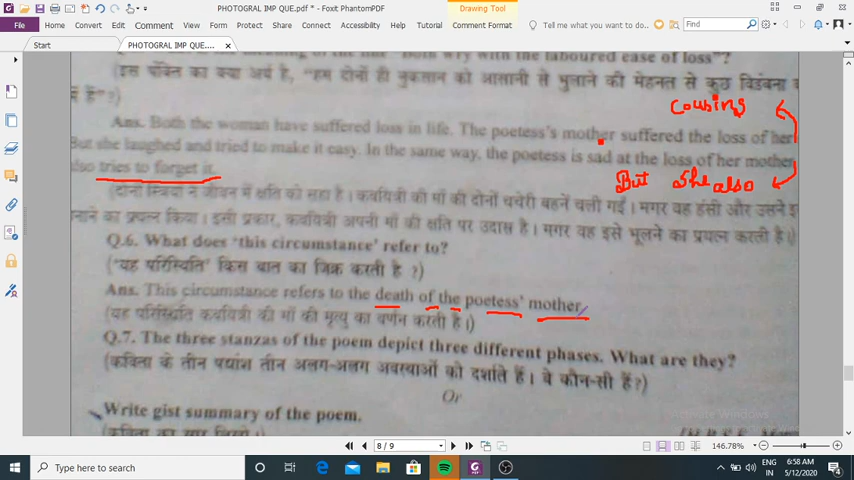 PHOTOGRAL IMP QUE.pdf * - Foxit PhantomPDF
Drawing Tool
File Home Edit Comment View Form Protect Share Connect Accessibility Help Tutorial Comment Format Tell me what you want to do... Find
Start PHOTOGRAL IMP QUE....
with the laboured ease of loss"?
(इस पंक्ति का क्या अर्थ है, "हम दोनों ही नुकसान को आसानी से भुलाने की मेहनत से कुछ विडंबना
में हैं"?)
Cousins
Ans. Both the woman have suffered loss in life. The poetess's mother suffered the loss of her
But she laughed and tried to make it easy. In the same way, the poetess is sad at the loss of her mother
also tries to forget it.
But She also
(दोनों स्त्रियों ने जीवन में क्षति को सहा है। कवयित्री की माँ की दोनों चचेरी बहनें चली गईं। मगर वह हंसी और उसने
नाने का प्रयत्न किया। इसी प्रकार, कवयित्री अपनी माँ की क्षति पर उदास है। मगर वह इसे भूलने का प्रयत्न करती है।)
Q.6. What does 'this circumstance' refer to?
('यह परिस्थिति' किस बात का जिक्र करती है ?)
Ans. This circumstance refers to the death of the poetess' mother.
(यह परिस्थिति कवयित्री की माँ की मृत्यु का वर्णन करती है।)
Q.7. The three stanzas of the poem depict three different phases. What are they?
(कविता के तीन पद्यांश तीन अलग-अलग अवस्थाओं को दर्शाते हैं। वे कौन-सी हैं?)
Or
Write gist summary of the poem.
(कविता का सार लिखो।)
Activate Windows
8 / 9 146.78%
Type here to search
ENG 6:58 AM
IN 5/12/2020
4